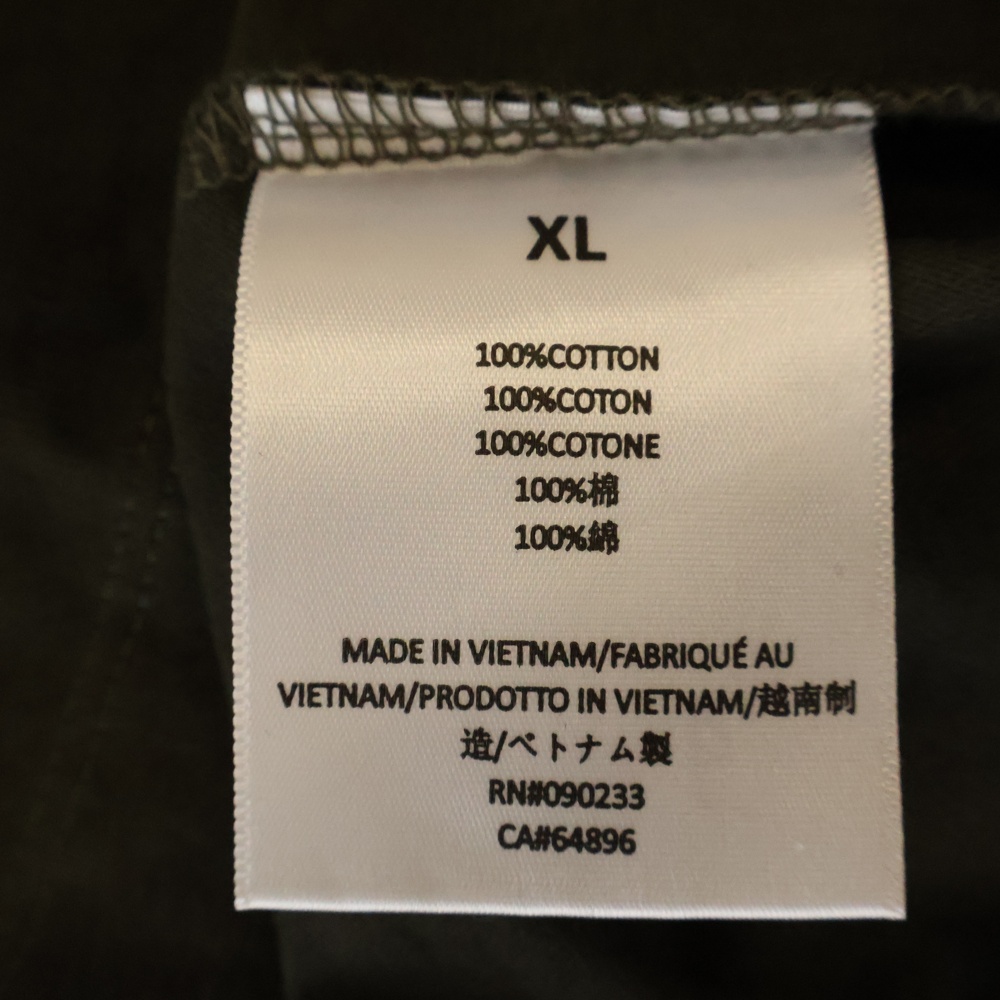 XL
100%COTTON
100%COTON
100%COTONE
100%棉
100%綿
MADE IN VIETNAM/FABRIQUÉ AU
VIETNAM/PRODOTTO IN VIETNAM/越南制
造/ベトナム製
RN#090233
CA#64896